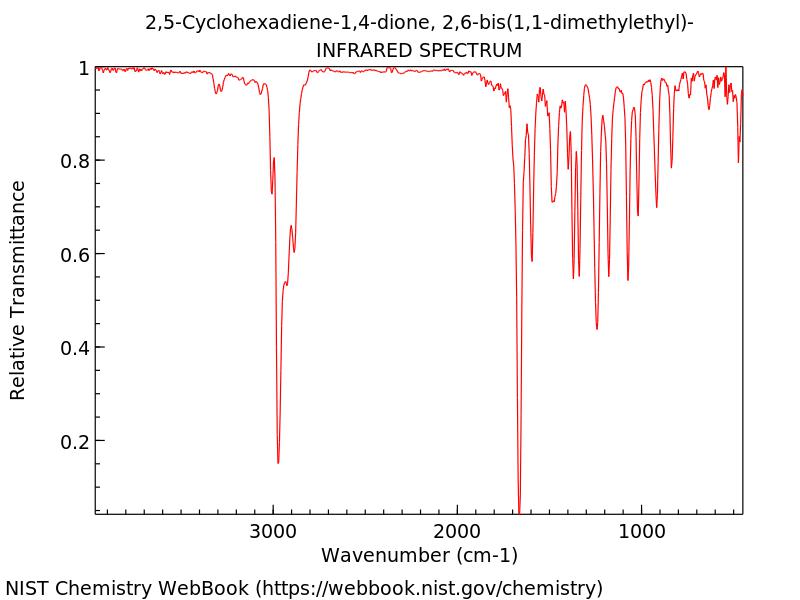 2,5-Cyclohexadiene-1,4-dione, 2,6-bis(1,1-dimethylethyl)-
INFRARED SPECTRUM
1
0.8
0.6
0.4
0.2
Relative Transmittance
3000 2000 1000
Wavenumber (cm-1)
NIST Chemistry WebBook (https://webbook.nist.gov/chemistry)